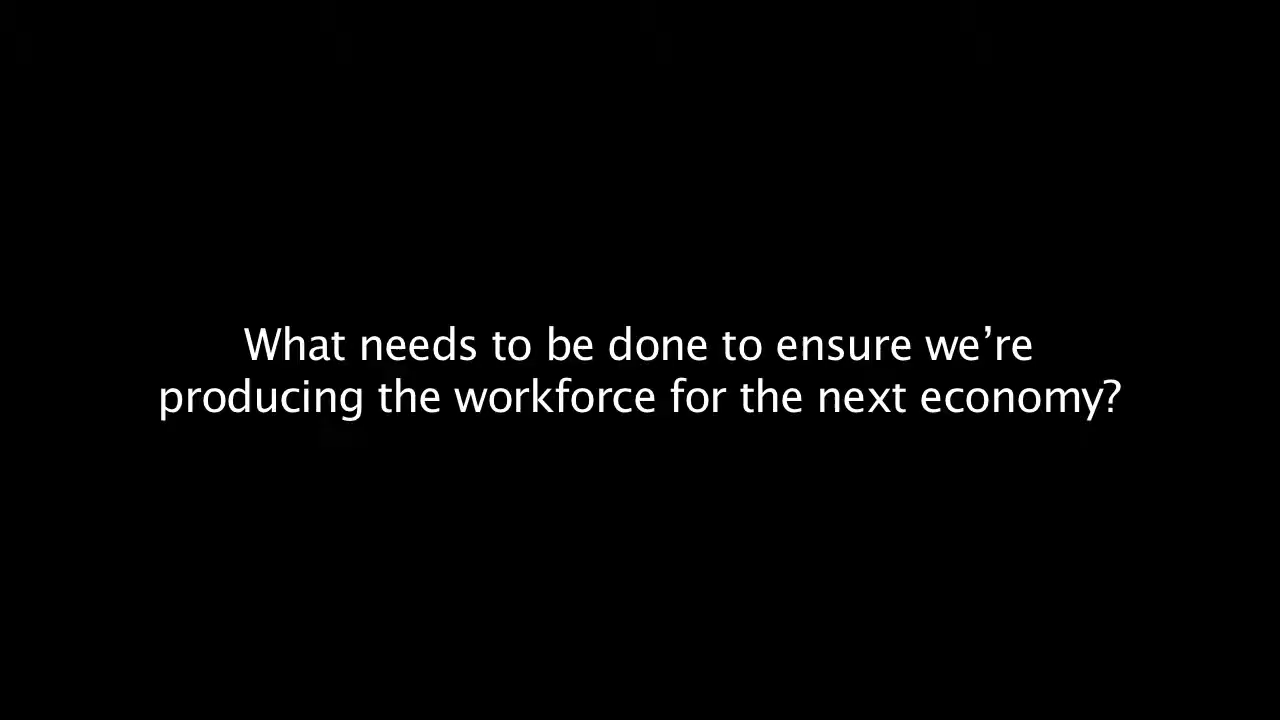 What needs to be done to ensure we’re
producing the workforce for the next economy?